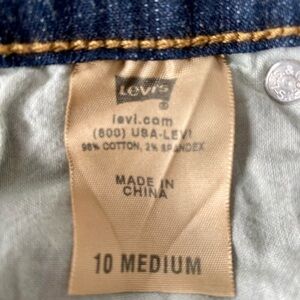 Levi's
®
levi.com
(800) USA-LEVI
98% COTTON, 2% SPANDEX
MADE IN
CHINA
10 MEDIUM